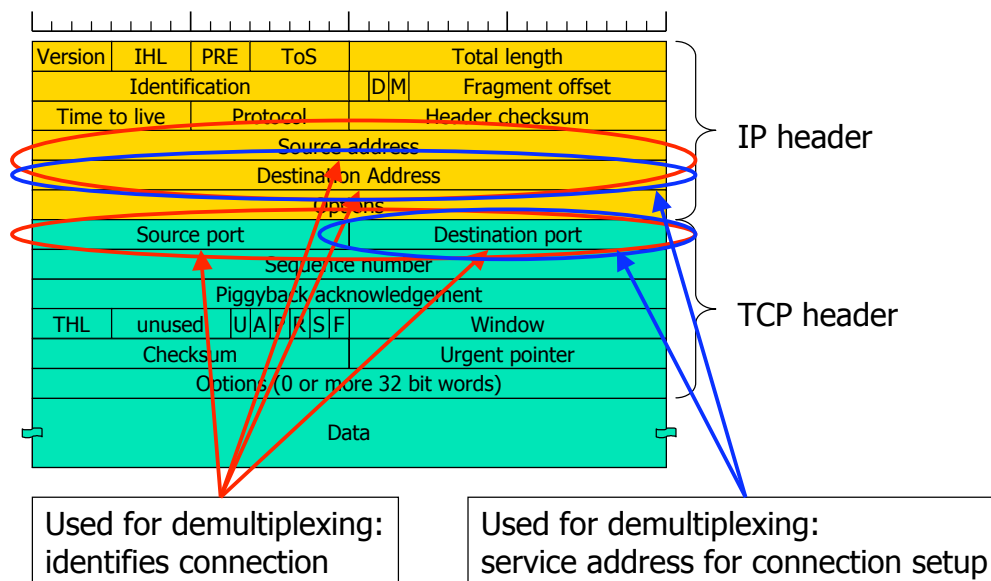 Version IHL PRE ToS Total length
Identification D M Fragment offset
Time to live Protocol Header checksum
IP header
Source address
Destination Address
Options
Source port Destination port
Sequence number
Piggyback acknowledgement
TCP header
THL unused U A P R S F Window
Checksum Urgent pointer
Options (0 or more 32 bit words)
Data
Used for demultiplexing:
identifies connection
Used for demultiplexing:
service address for connection setup